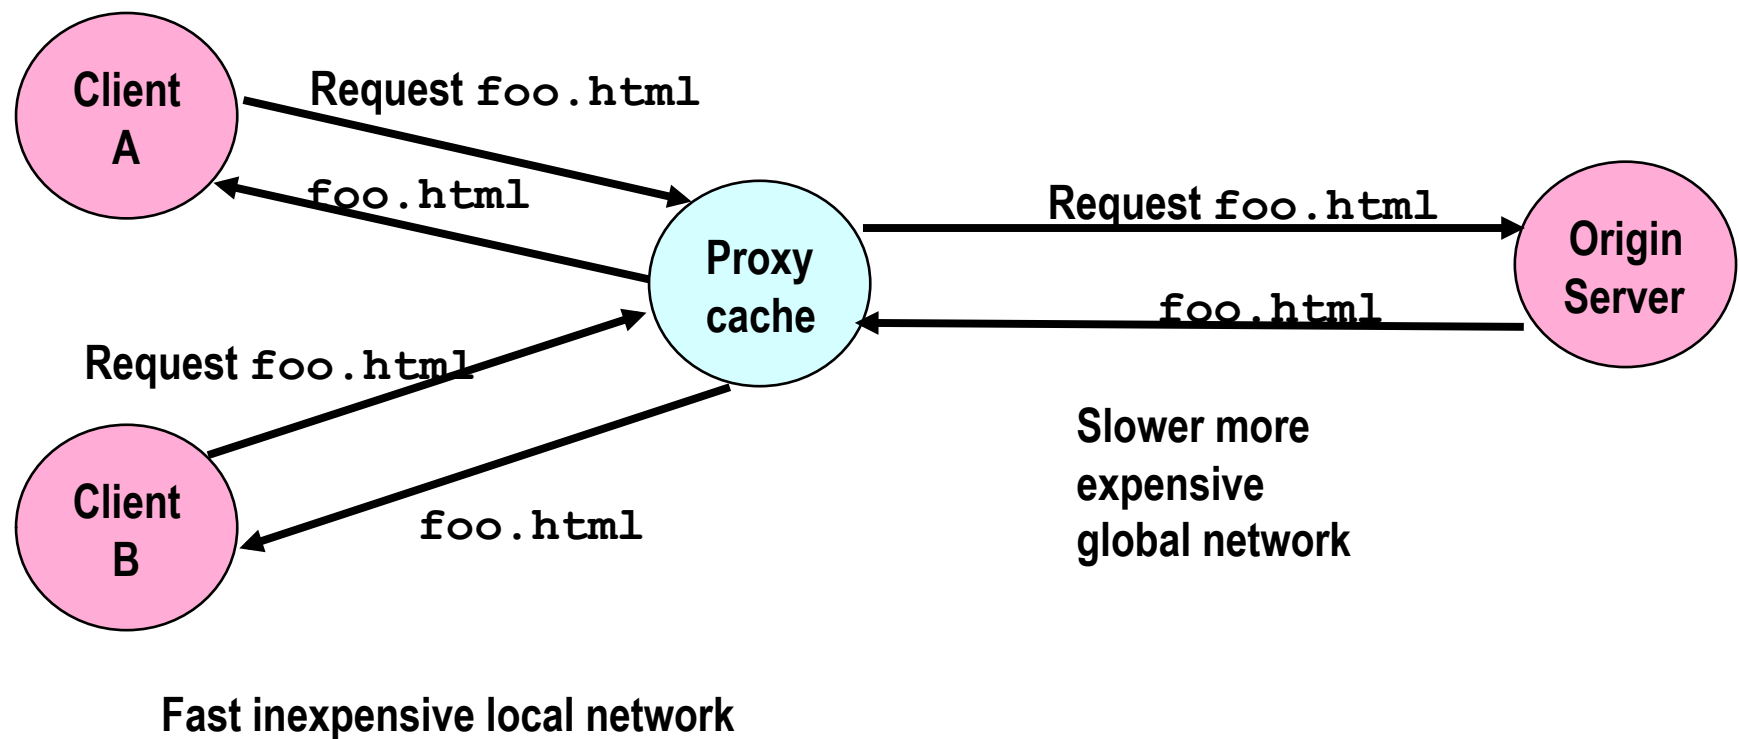 Client
A
Request foo.html
foo.html
Proxy
cache
Request foo.html
foo.html
Origin
Server
Request foo.html
Client
B
foo.html
Slower more
expensive
global network
Fast inexpensive local network